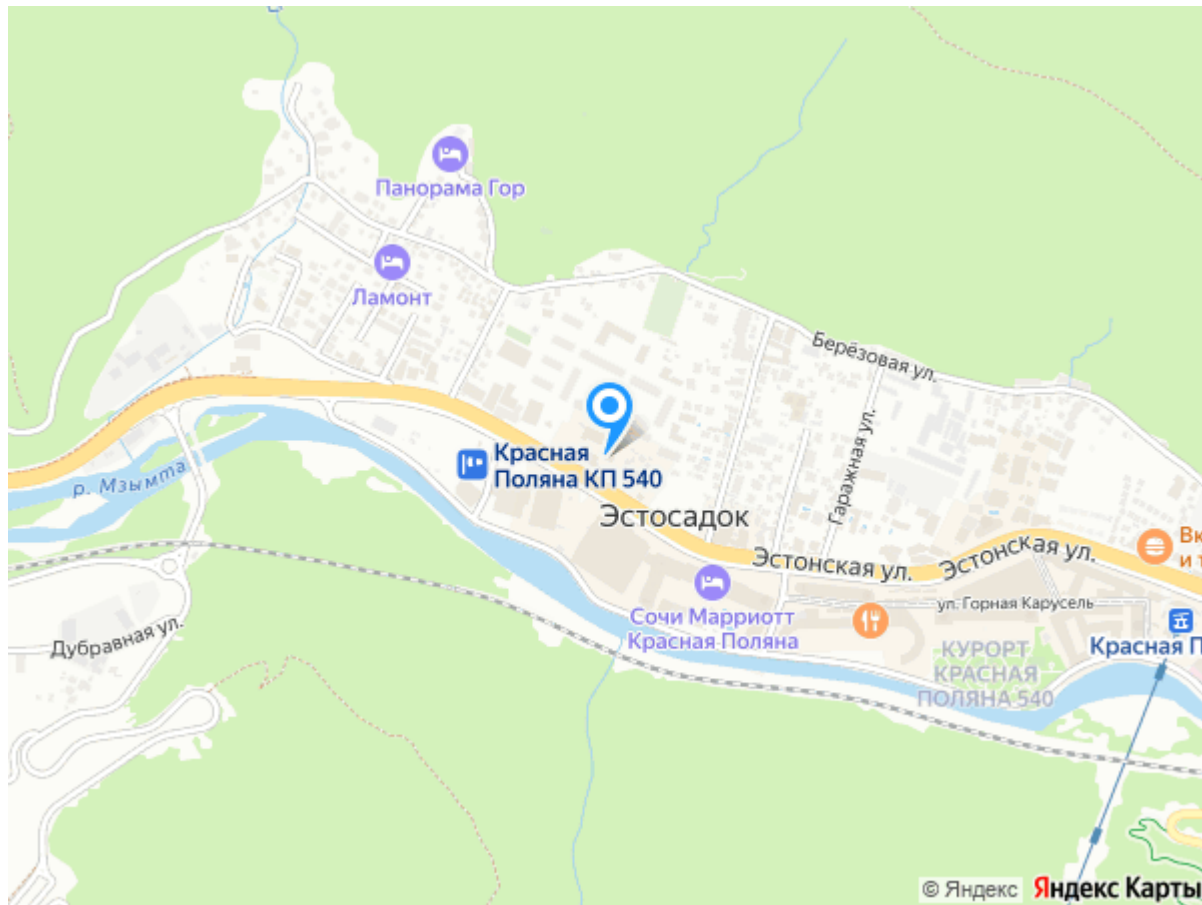 Панорама Гор
Ламонт
Берёзовая ул.
Гаражная ул.
Красная
Поляна КП 540
р. Мзымта
Эстосадок
Эстонская ул.
Эстонская ул.
Вк
и т
ул. Горная Карусель
Сочи Марриотт
Красная Поляна
Дубравная ул.
Красная П
КУРОРТ
КРАСНАЯ
ПОЛЯНА 540
© Яндекс Яндекс Карты